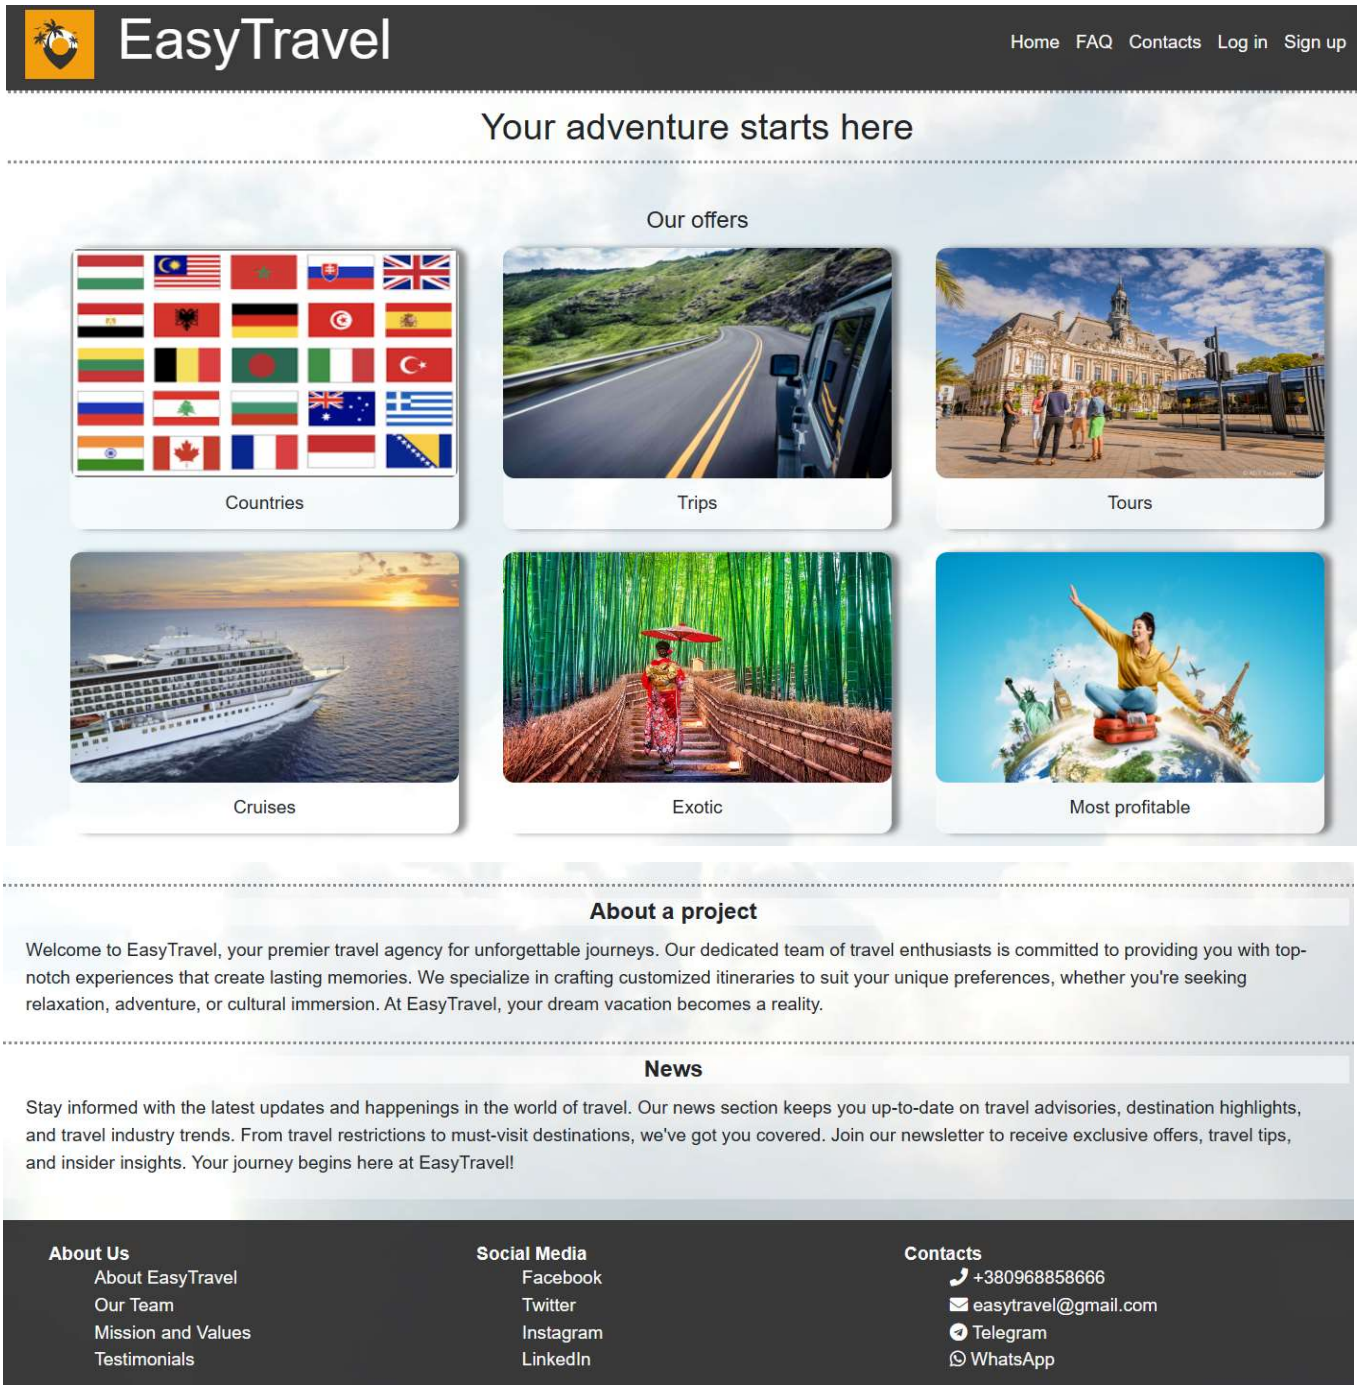 EasyTravel
Home FAQ Contacts Log in Sign up
Your adventure starts here
Our offers
Countries
Trips
Tours
Cruises
Exotic
Most profitable
About a project
Welcome to EasyTravel, your premier travel agency for unforgettable journeys. Our dedicated team of travel enthusiasts is committed to providing you with top-
notch experiences that create lasting memories. We specialize in crafting customized itineraries to suit your unique preferences, whether you're seeking
relaxation, adventure, or cultural immersion. At EasyTravel, your dream vacation becomes a reality.
News
Stay informed with the latest updates and happenings in the world of travel. Our news section keeps you up-to-date on travel advisories, destination highlights,
and travel industry trends. From travel restrictions to must-visit destinations, we've got you covered. Join our newsletter to receive exclusive offers, travel tips,
and insider insights. Your journey begins here at EasyTravel!
About Us
About EasyTravel
Our Team
Mission and Values
Testimonials
Social Media
Facebook
Twitter
Instagram
LinkedIn
Contacts
+380968858666
easytravel@gmail.com
Telegram
WhatsApp